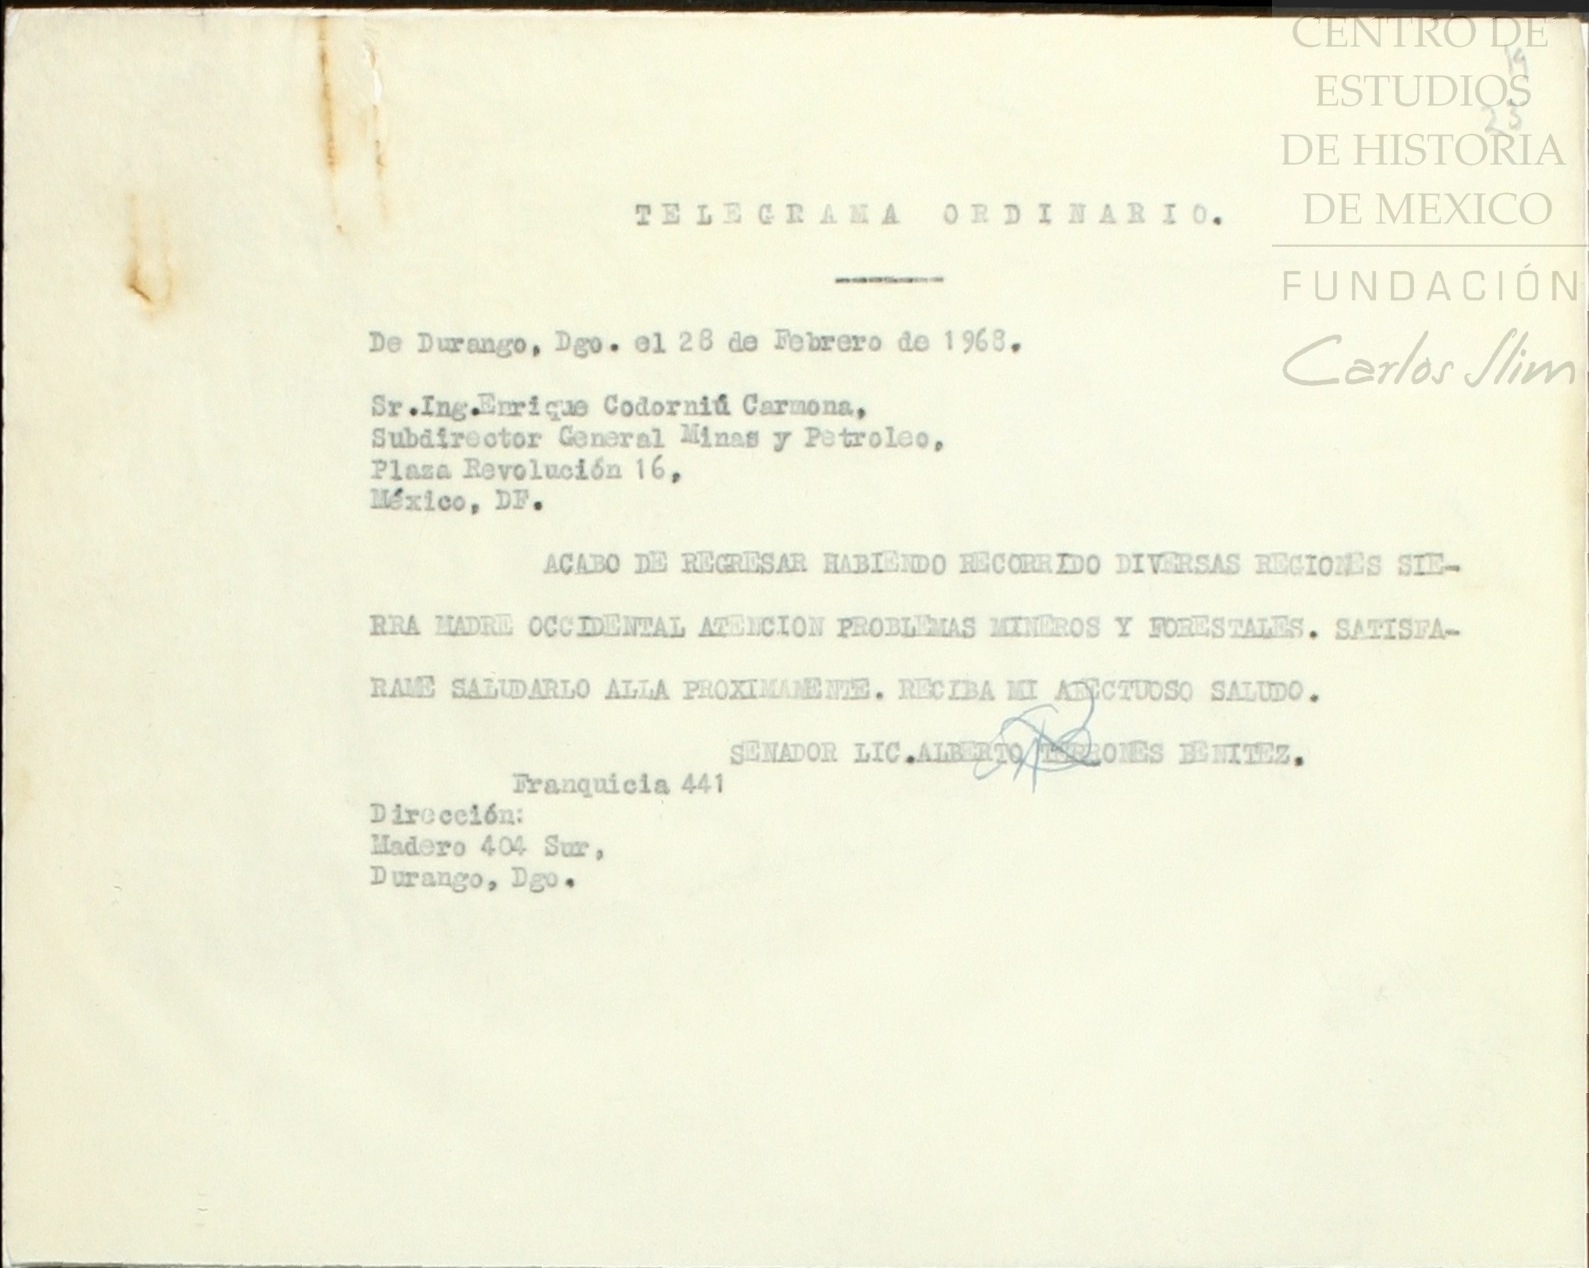 CENTRO DE
ESTUDIOS
DE HISTORIA
DE MEXICO
FUNDACIÓN
Carlos Slim
19
23
TELEGRAMA ORDINARIO.
De Durango, Dgo. el 28 de Febrero de 1968.
Sr.Ing.Enrique Codorniú Carmona,
Subdirector General Minas y Petroleo,
Plaza Revolución 16,
México, DF.
ACABO DE REGRESAR HABIENDO RECORRIDO DIVERSAS REGIONES SIE-
RRA MADRE OCCIDENTAL ATENCION PROBLEMAS MINEROS Y FORESTALES. SATISFA-
RAME SALUDARLO ALLA PROXIMAMENTE. RECIBA MI AFECTUOSO SALUDO.
SENADOR LIC.ALBERTO TERRONES BENITEZ.
Franquicia 441
Dirección:
Madero 404 Sur,
Durango, Dgo.